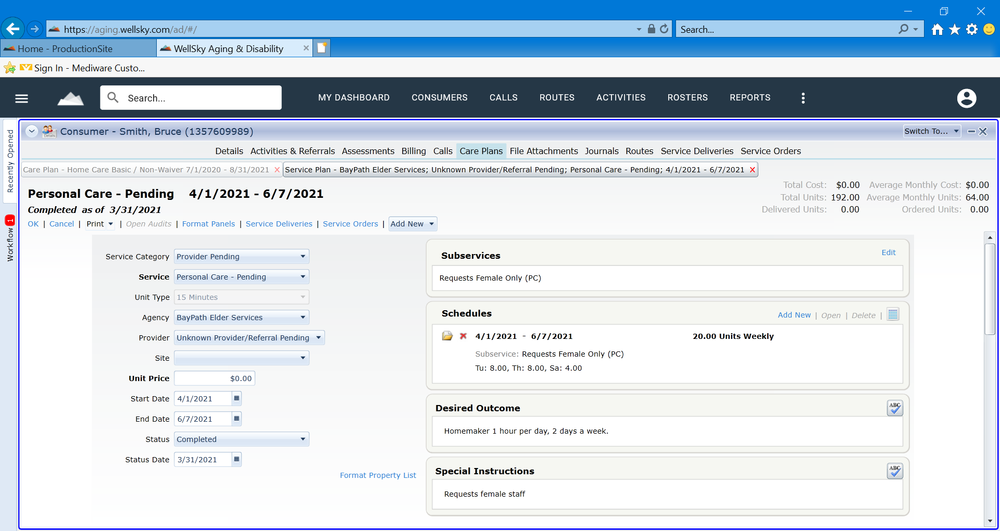 https://aging.wellsky.com/ad/#/
Search...
Home - ProductionSite
WellSky Aging & Disability
Sign In - Mediware Custo...
Search...
MY DASHBOARD
CONSUMERS
CALLS
ROUTES
ACTIVITIES
ROSTERS
REPORTS
Recently Opened
Workflow 1
Consumer - Smith, Bruce (1357609989)
Switch To...
Details Activities & Referrals Assessments Billing Calls Care Plans File Attachments Journals Routes Service Deliveries Service Orders
Care Plan - Home Care Basic / Non-Waiver 7/1/2020 - 8/31/2021
Service Plan - BayPath Elder Services; Unknown Provider/Referral Pending; Personal Care - Pending; 4/1/2021 - 6/7/2021
Personal Care - Pending 4/1/2021 - 6/7/2021
Completed as of 3/31/2021
Total Cost: $0.00 Average Monthly Cost: $0.00
Total Units: 192.00 Average Monthly Units: 64.00
Delivered Units: 0.00 Ordered Units: 0.00
OK | Cancel | Print | Open Audits | Format Panels | Service Deliveries | Service Orders | Add New
Service Category Provider Pending
Service Personal Care - Pending
Unit Type 15 Minutes
Agency BayPath Elder Services
Provider Unknown Provider/Referral Pending
Site
Unit Price $0.00
Start Date 4/1/2021
End Date 6/7/2021
Status Completed
Status Date 3/31/2021
Format Property List
Subservices
Edit
Requests Female Only (PC)
Schedules
Add New | Open | Delete |
4/1/2021 - 6/7/2021 20.00 Units Weekly
Subservice: Requests Female Only (PC)
Tu: 8.00, Th: 8.00, Sa: 4.00
Desired Outcome
ABC
Homemaker 1 hour per day, 2 days a week.
Special Instructions
ABC
Requests female staff